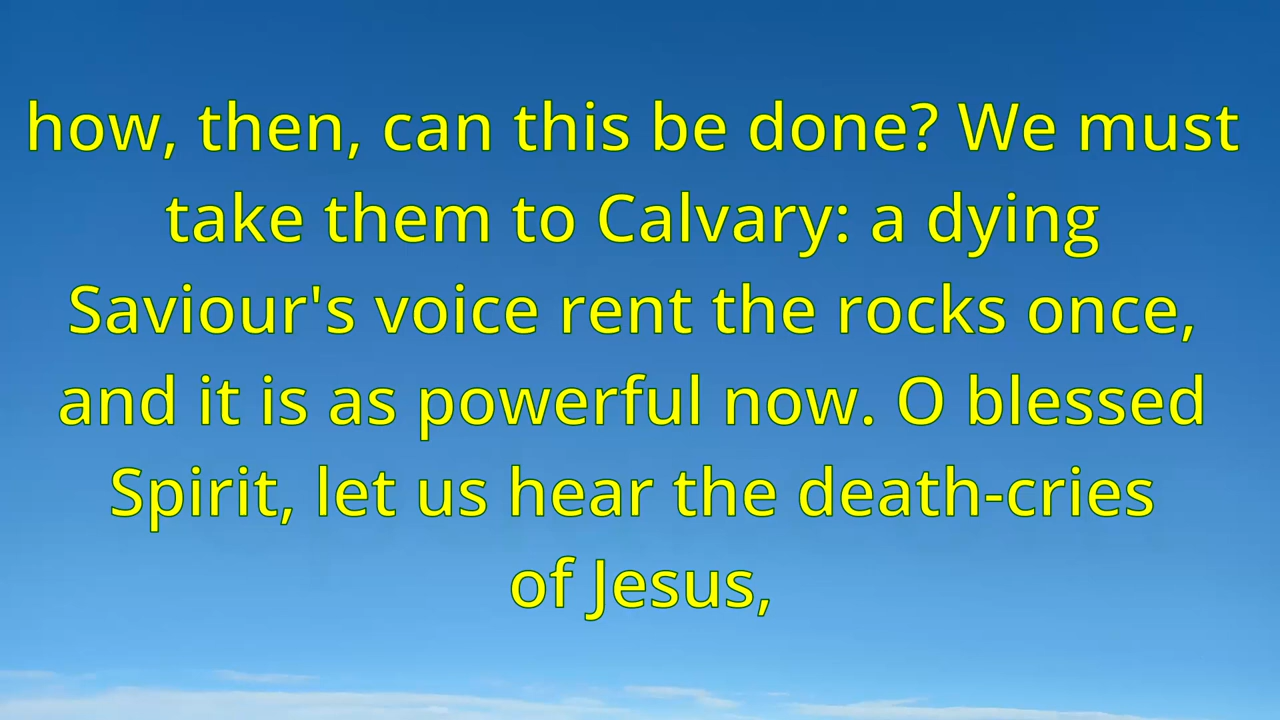 how, then, can this be done? We must
take them to Calvary: a dying
Saviour's voice rent the rocks once,
and it is as powerful now. O blessed
Spirit, let us hear the death-cries
of Jesus,